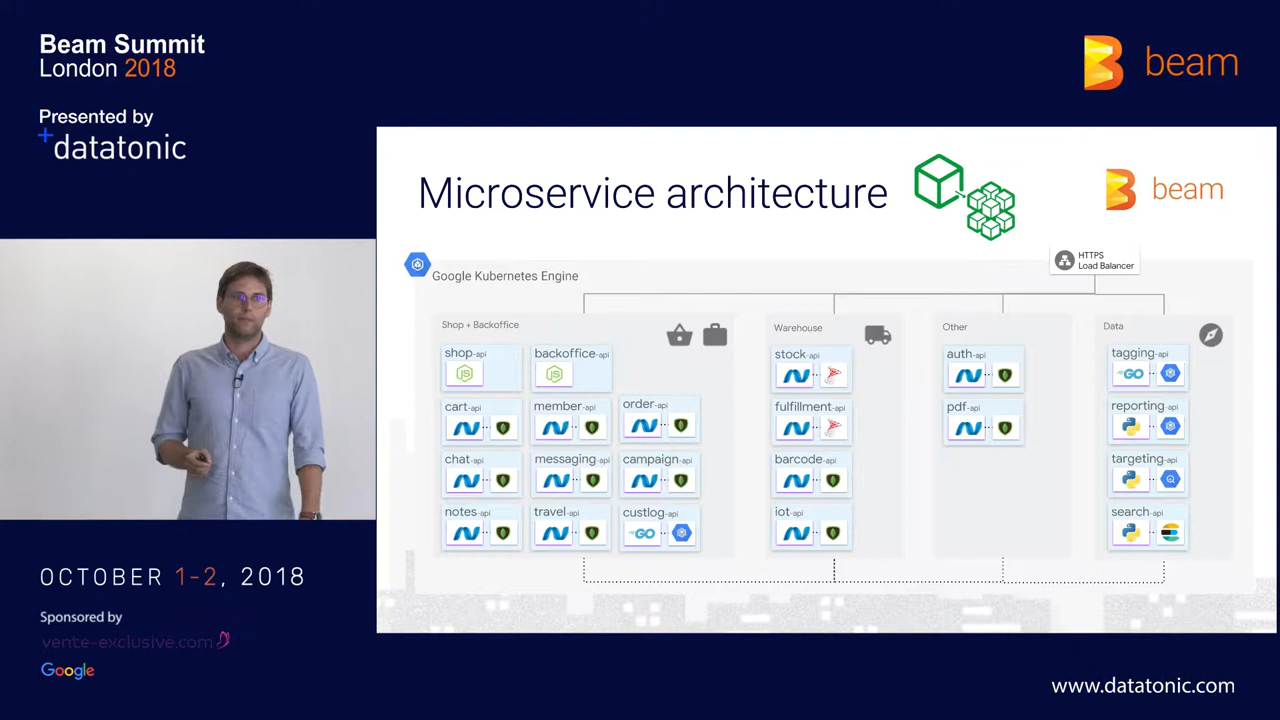 Beam Summit
London 2018
Presented by
+datatonic
beam
Microservice architecture
beam
Google Kubernetes Engine
HTTPS
Load Balancer
Shop + Backoffice
shop-api
JS
backoffice-api
JS
cart-api
member-api
order-api
chat-api
messaging-api
campaign-api
notes-api
travel-api
custlog-api
GO
Warehouse
stock-api
fulfillment-api
barcode-api
iot-api
Other
auth-api
pdf-api
Data
tagging-api
GO
reporting-api
targeting-api
search-api
OCTOBER 1-2, 2018
Sponsored by
vente-exclusive.com
Google
www.datatonic.com